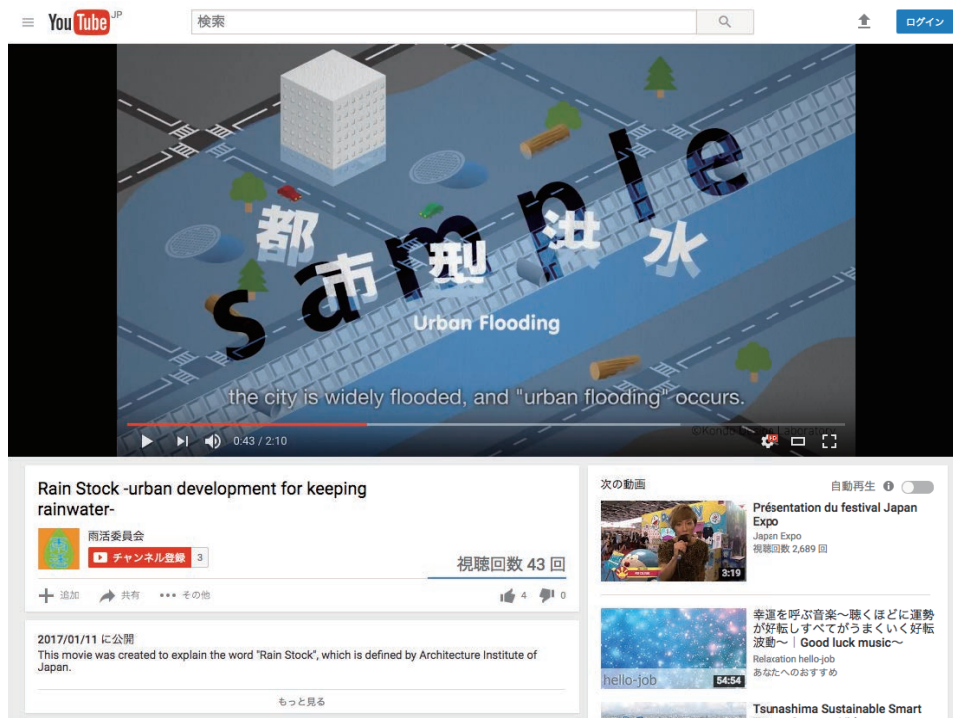 YouTube JP
検索
ログイン
sample
都市型洪水
Urban Flooding
the city is widely flooded, and "urban flooding" occurs.
0:43 / 2:10
HD
Rain Stock -urban development for keeping
rainwater-
雨活委員会
チャンネル登録 3
視聴回数 43 回
追加 共有 その他
4 0
2017/01/11 に公開
This movie was created to explain the word "Rain Stock", which is defined by Architecture Institute of
Japan.
もっと見る
次の動画
自動再生
3:19
Présentation du festival Japan
Expo
Japan Expo
視聴回数 2,689 回
hello-job
54:54
幸運を呼ぶ音楽〜聴くほどに運勢
が好転しすべてがうまくいく好転
波動〜｜Good luck music〜
Relaxation hello-job
あなたへのおすすめ
Tsunashima Sustainable Smart